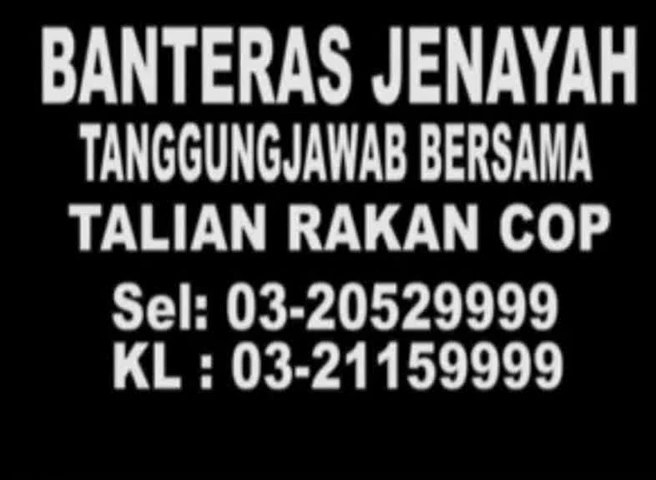 BANTERAS JENAYAH
TANGGUNGJAWAB BERSAMA
TALIAN RAKAN COP
Sel: 03-20529999
KL : 03-21159999